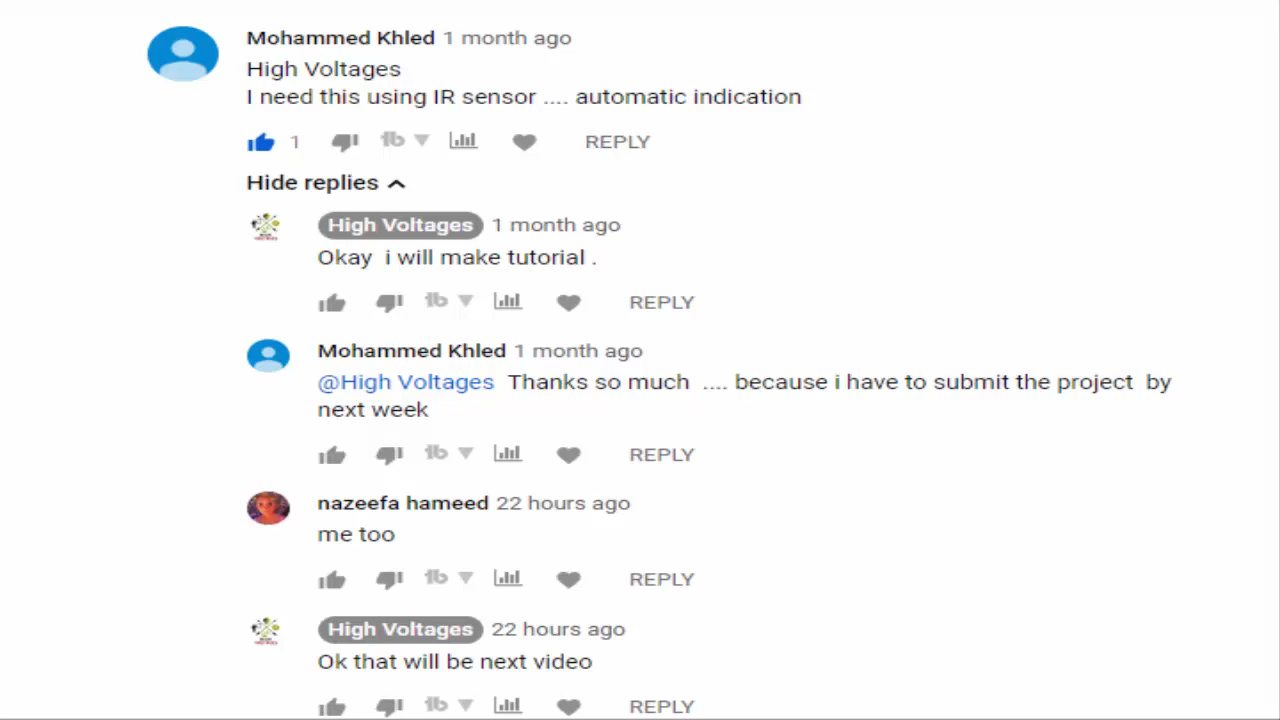 Mohammed Khled 1 month ago
High Voltages
I need this using IR sensor .... automatic indication
1 REPLY
Hide replies
High Voltages 1 month ago
Okay i will make tutorial .
REPLY
Mohammed Khled 1 month ago
@High Voltages Thanks so much .... because i have to submit the project by
next week
REPLY
nazeefa hameed 22 hours ago
me too
REPLY
High Voltages 22 hours ago
Ok that will be next video
REPLY